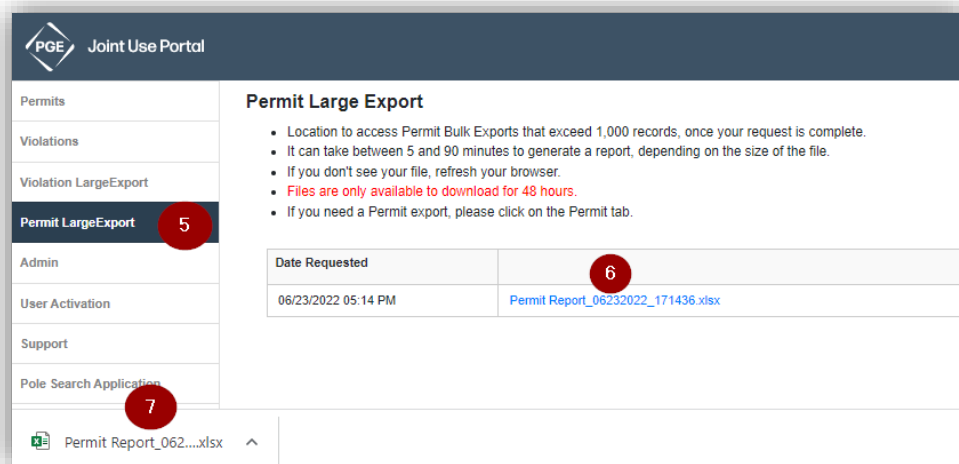 PGE Joint Use Portal
Permits
Violations
Violation LargeExport
Permit LargeExport 5
Admin
User Activation
Support
Pole Search Application
Permit Large Export
Location to access Permit Bulk Exports that exceed 1,000 records, once your request is complete.
It can take between 5 and 90 minutes to generate a report, depending on the size of the file.
If you don't see your file, refresh your browser.
Files are only available to download for 48 hours.
If you need a Permit export, please click on the Permit tab.
Date Requested 6
06/23/2022 05:14 PM Permit Report_06232022_171436.xlsx
7
Permit Report_062....xlsx